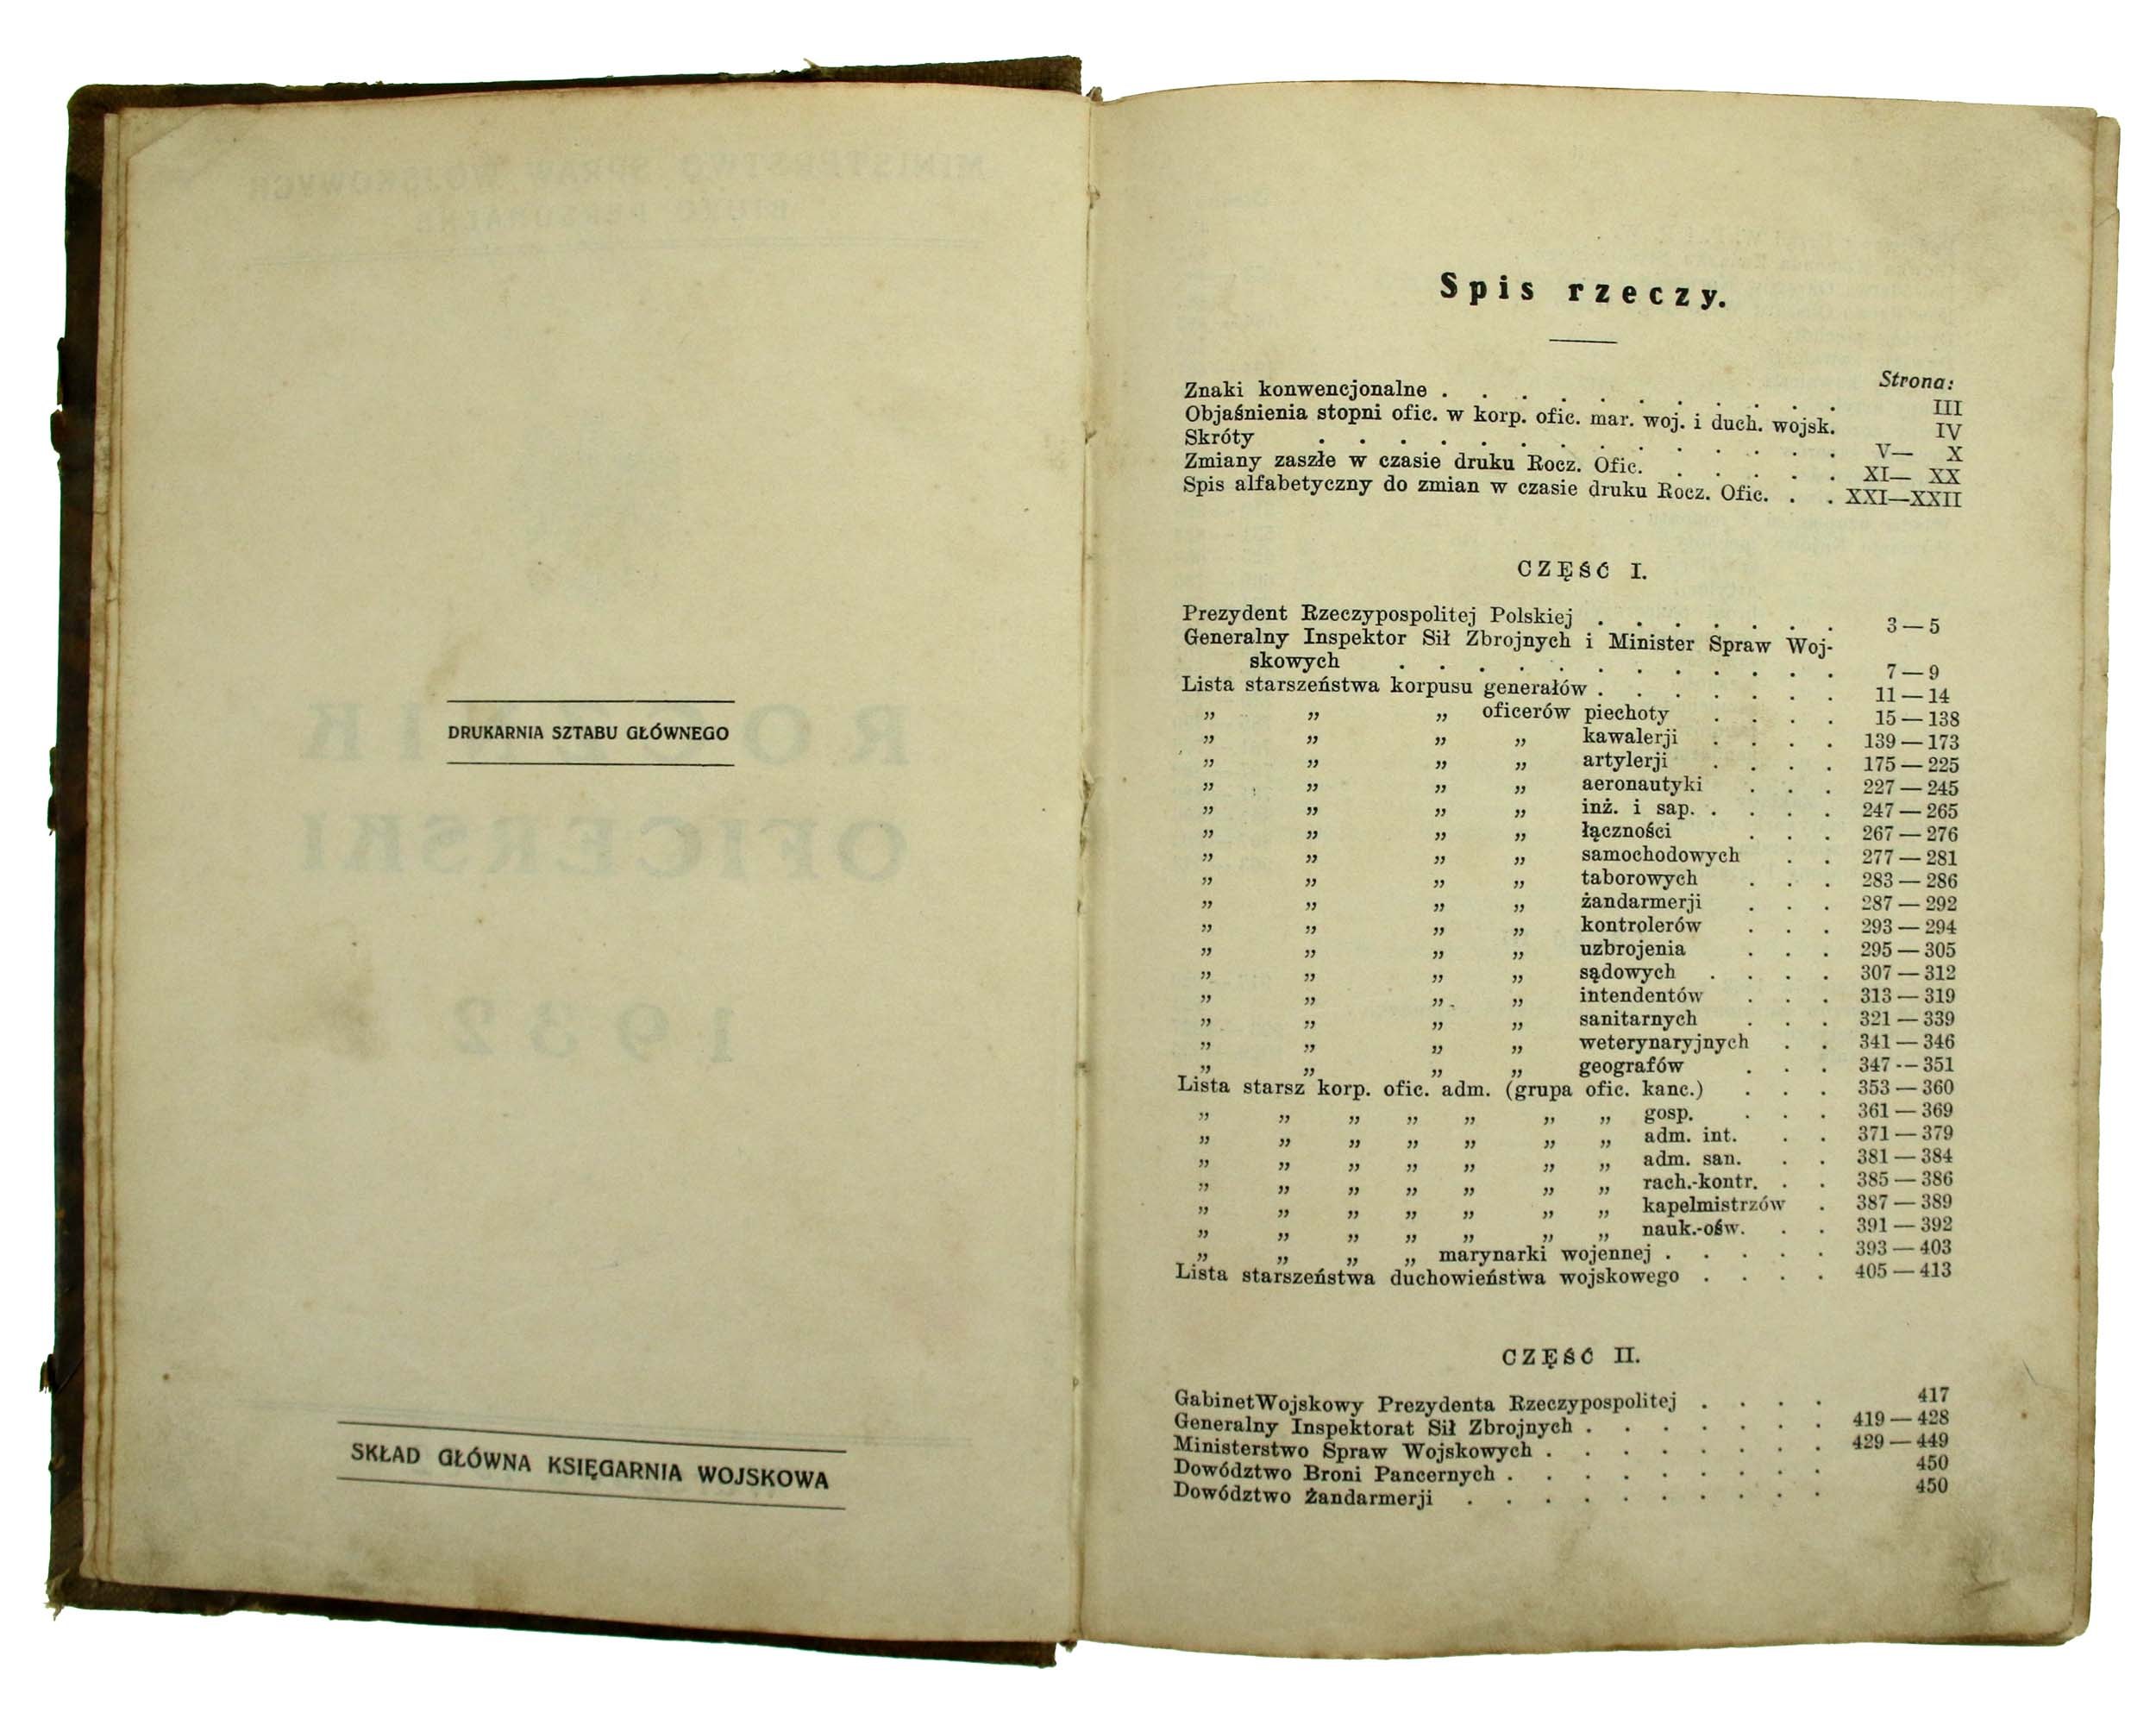 DRUKARNIA SZTABU GŁÓWNEGO
SKŁAD GŁÓWNA KSIĘGARNIA WOJSKOWA
Spis rzeczy.
Strona:
Znaki konwencjonalne . . . . . . . . . . . III
Objaśnienia stopni ofic. w korp. ofic. mar. woj. i duch. wojsk. IV
Skróty . . . . . . . . . . . . . . V— X
Zmiany zaszłe w czasie druku Rocz. Ofic. . . . . . XI— XX
Spis alfabetyczny do zmian w czasie druku Rocz. Ofic. . . XXI—XXII
CZĘŚĆ I.
Prezydent Rzeczypospolitej Polskiej . . . . . . . 3 — 5
Generalny Inspektor Sił Zbrojnych i Minister Spraw Woj-
skowych . . . . . . . . . . . . 7 — 9
Lista starszeństwa korpusu generałów . . . . . . . 11 — 14
„ „ „ oficerów piechoty . . . . 15 — 138
„ „ „ „ kawalerji . . . . 139 — 173
„ „ „ „ artylerji . . . . 175 — 225
„ „ „ „ aeronautyki . . . 227 — 245
„ „ „ „ inż. i sap. . . . . 247 — 265
„ „ „ „ łączności . . . 267 — 276
„ „ „ „ samochodowych . . 277 — 281
„ „ „ „ taborowych . . . 283 — 286
„ „ „ „ żandarmerji . . . 287 — 292
„ „ „ „ kontrolerów . . . 293 — 294
„ „ „ „ uzbrojenia . . . 295 — 305
„ „ „ „ sądowych . . . . 307 — 312
„ „ „ „ intendentów . . . 313 — 319
„ „ „ „ sanitarnych . . . 321 — 339
„ „ „ „ weterynaryjnych . . 341 — 346
„ „ „ „ geografów . . . 347 -- 351
Lista starsz korp. ofic. adm. (grupa ofic. kanc.) . . . 353 — 360
„ „ „ „ „ „ „ gosp. . . . 361 — 369
„ „ „ „ „ „ „ adm. int. . . 371 — 379
„ „ „ „ „ „ „ adm. san. . . 381 — 384
„ „ „ „ „ „ „ rach.-kontr. . . 385 — 386
„ „ „ „ „ „ „ kapelmistrzów . 387 — 389
„ „ „ „ „ „ „ nauk.-ośw. . . 391 — 392
„ „ „ „ marynarki wojennej . . . . . 393 — 403
Lista starszeństwa duchowieństwa wojskowego . . . . 405 — 413
CZĘŚĆ II.
GabinetWojskowy Prezydenta Rzeczypospolitej . . . . 417
Generalny Inspektorat Sił Zbrojnych . . . . . . . 419 — 428
Ministerstwo Spraw Wojskowych . . . . . . . . 429 — 449
Dowództwo Broni Pancernych . . . . . . . . . 450
Dowództwo Żandarmerji . . . . . . . . . . 450